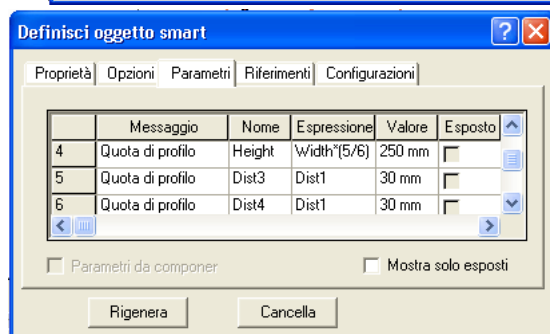 Definisci oggetto smart
Proprietà Opzioni Parametri Riferimenti Configurazioni
Messaggio Nome Espressione Valore Esposto
4 Quota di profilo Height Width*(5/6) 250 mm
5 Quota di profilo Dist3 Dist1 30 mm
6 Quota di profilo Dist4 Dist1 30 mm
Parametri da componer Mostra solo esposti
Rigenera Cancella